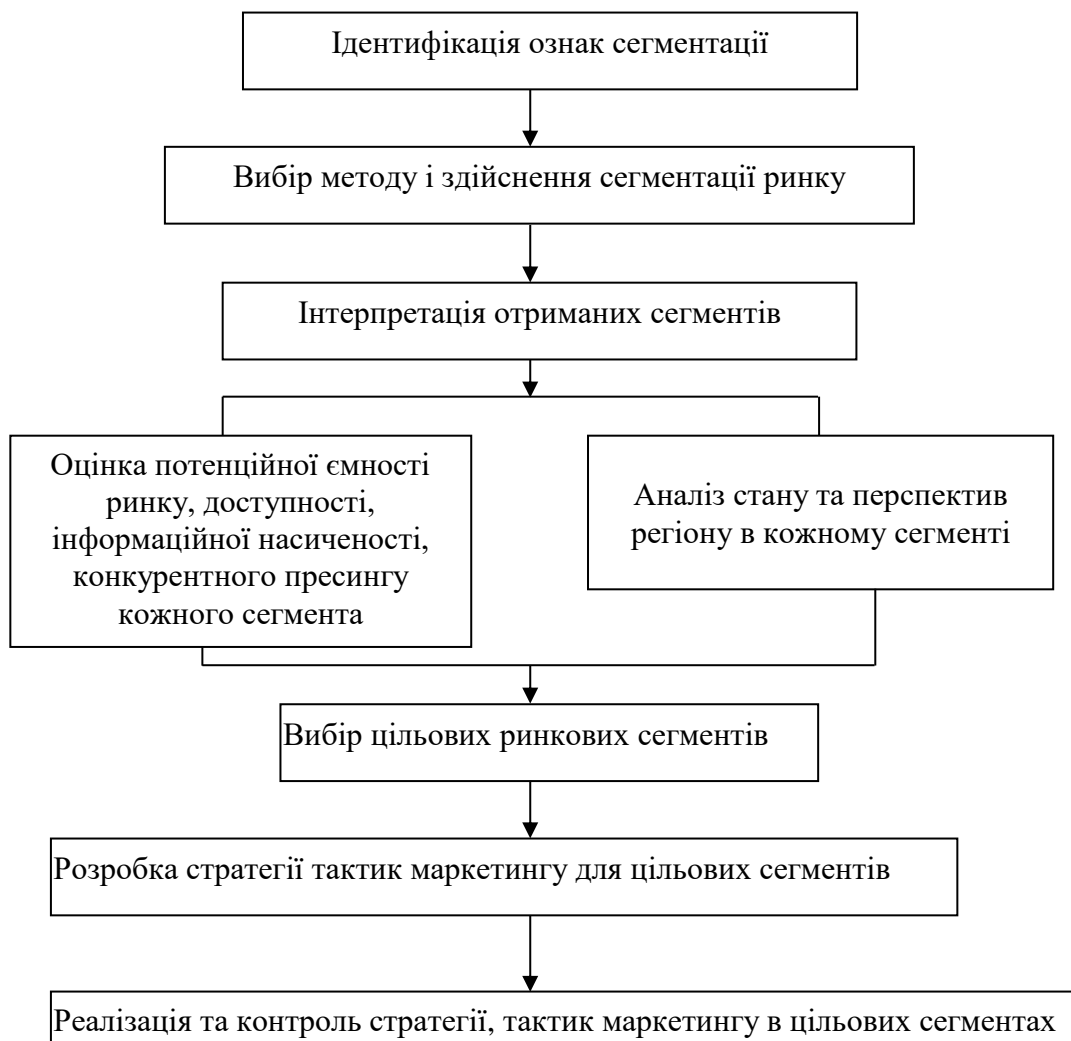 Ідентифікація ознак сегментації
Вибір методу і здійснення сегментації ринку
Інтерпретація отриманих сегментів
Оцінка потенційної ємності
ринку, доступності,
інформаційної насиченості,
конкурентного пресингу
кожного сегмента
Аналіз стану та перспектив
регіону в кожному сегменті
Вибір цільових ринкових сегментів
Розробка стратегії тактик маркетингу для цільових сегментів
Реалізація та контроль стратегії, тактик маркетингу в цільових сегментах